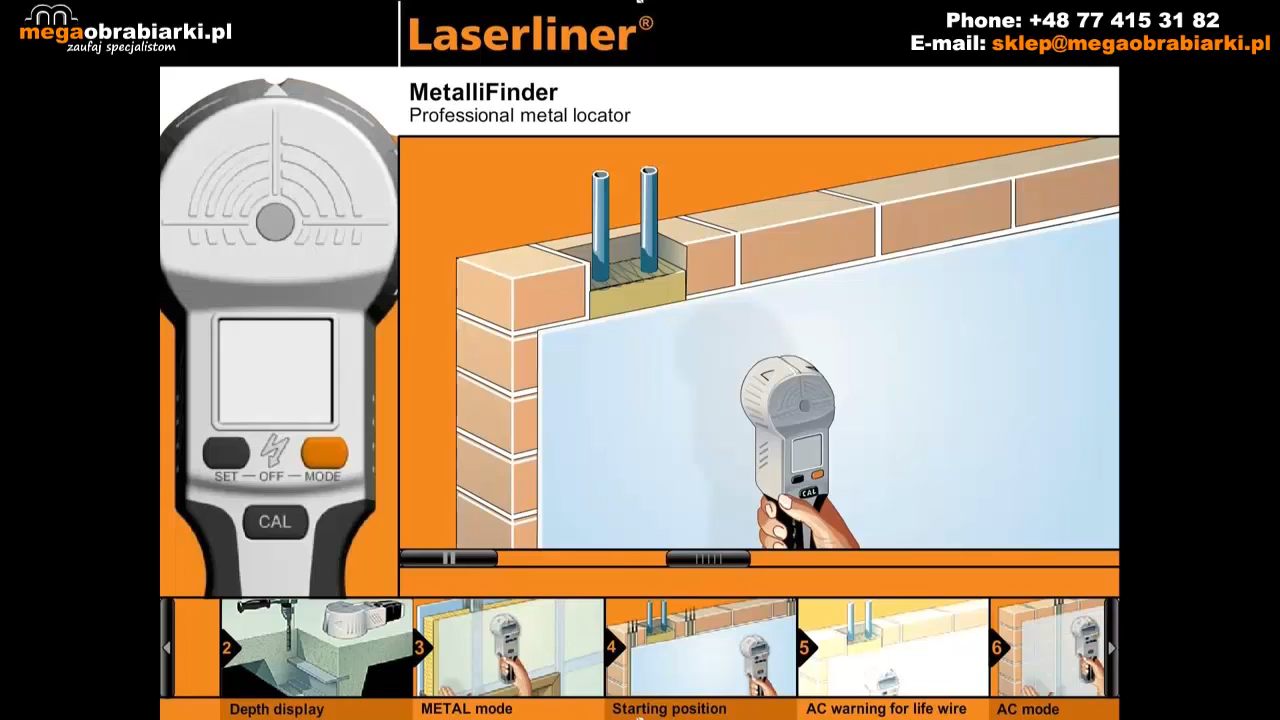 megaobrabiarki.pl
zaufaj specjalistom
Laserliner®
Phone: +48 77 415 31 82
E-mail: sklep@megaobrabiarki.pl
MetalliFinder
Professional metal locator
SET — OFF — MODE
CAL
CAL
2
3
4
5
6
Depth display
METAL mode
Starting position
AC warning for life wire
AC mode